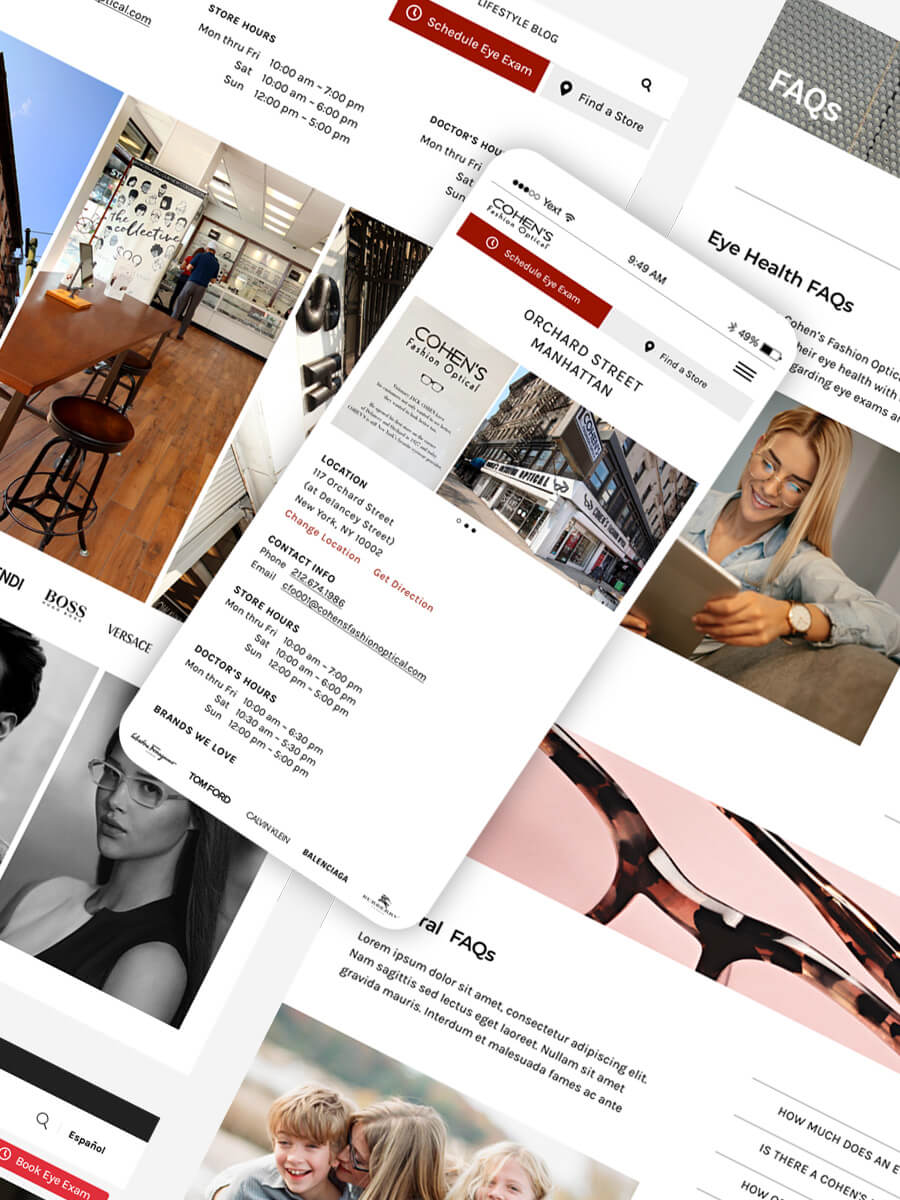 optical.com
STORE HOURS
Mon thru Fri 10:00 am – 7:00 pm
Sat 10:00 am – 6:00 pm
Sun 12:00 pm – 5:00 pm
LIFESTYLE BLOG
Schedule Eye Exam
Find a Store
DOCTOR'S HOU
Mon thru Fri
Sat
Sun
the
collective
FENDI
BOSS
HUGO BOSS
VERSACE
Yext
9:49 AM
49%
COHEN'S
Fashion Optical
Schedule Eye Exam
Find a Store
ORCHARD STREET
MANHATTAN
COHEN'S
Fashion Optical
COHEN'S
LOCATION
117 Orchard Street
(at Delancey Street)
New York, NY 10002
Change Location Get Direction
CONTACT INFO
Phone 212.674.1986
Email cfo001@cohensfashionoptical.com
STORE HOURS
Mon thru Fri 10:00 am – 7:00 pm
Sat 10:00 am – 6:00 pm
Sun 12:00 pm – 5:00 pm
DOCTOR'S HOURS
Mon thru Fri 10:00 am – 6:30 pm
Sat 10:30 am – 5:30 pm
Sun 12:00 pm – 5:00 pm
BRANDS WE LOVE
Salvatore Ferragamo
TOM FORD
CALVIN KLEIN
BALENCIAGA
BURBERRY
FAQs
Eye Health FAQs
Cohen's Fashion Optic
heir eye health with
garding eye exams an
ral FAQs
Lorem ipsum dolor sit amet, consectetur adipiscing elit.
Nam sagittis sed lectus eget laoreet. Nullam sit amet
gravida mauris. Interdum et malesuada fames ac ante
HOW MUCH DOES AN E
IS THERE A COHEN'S
HOW O
Español
Book Eye Exam